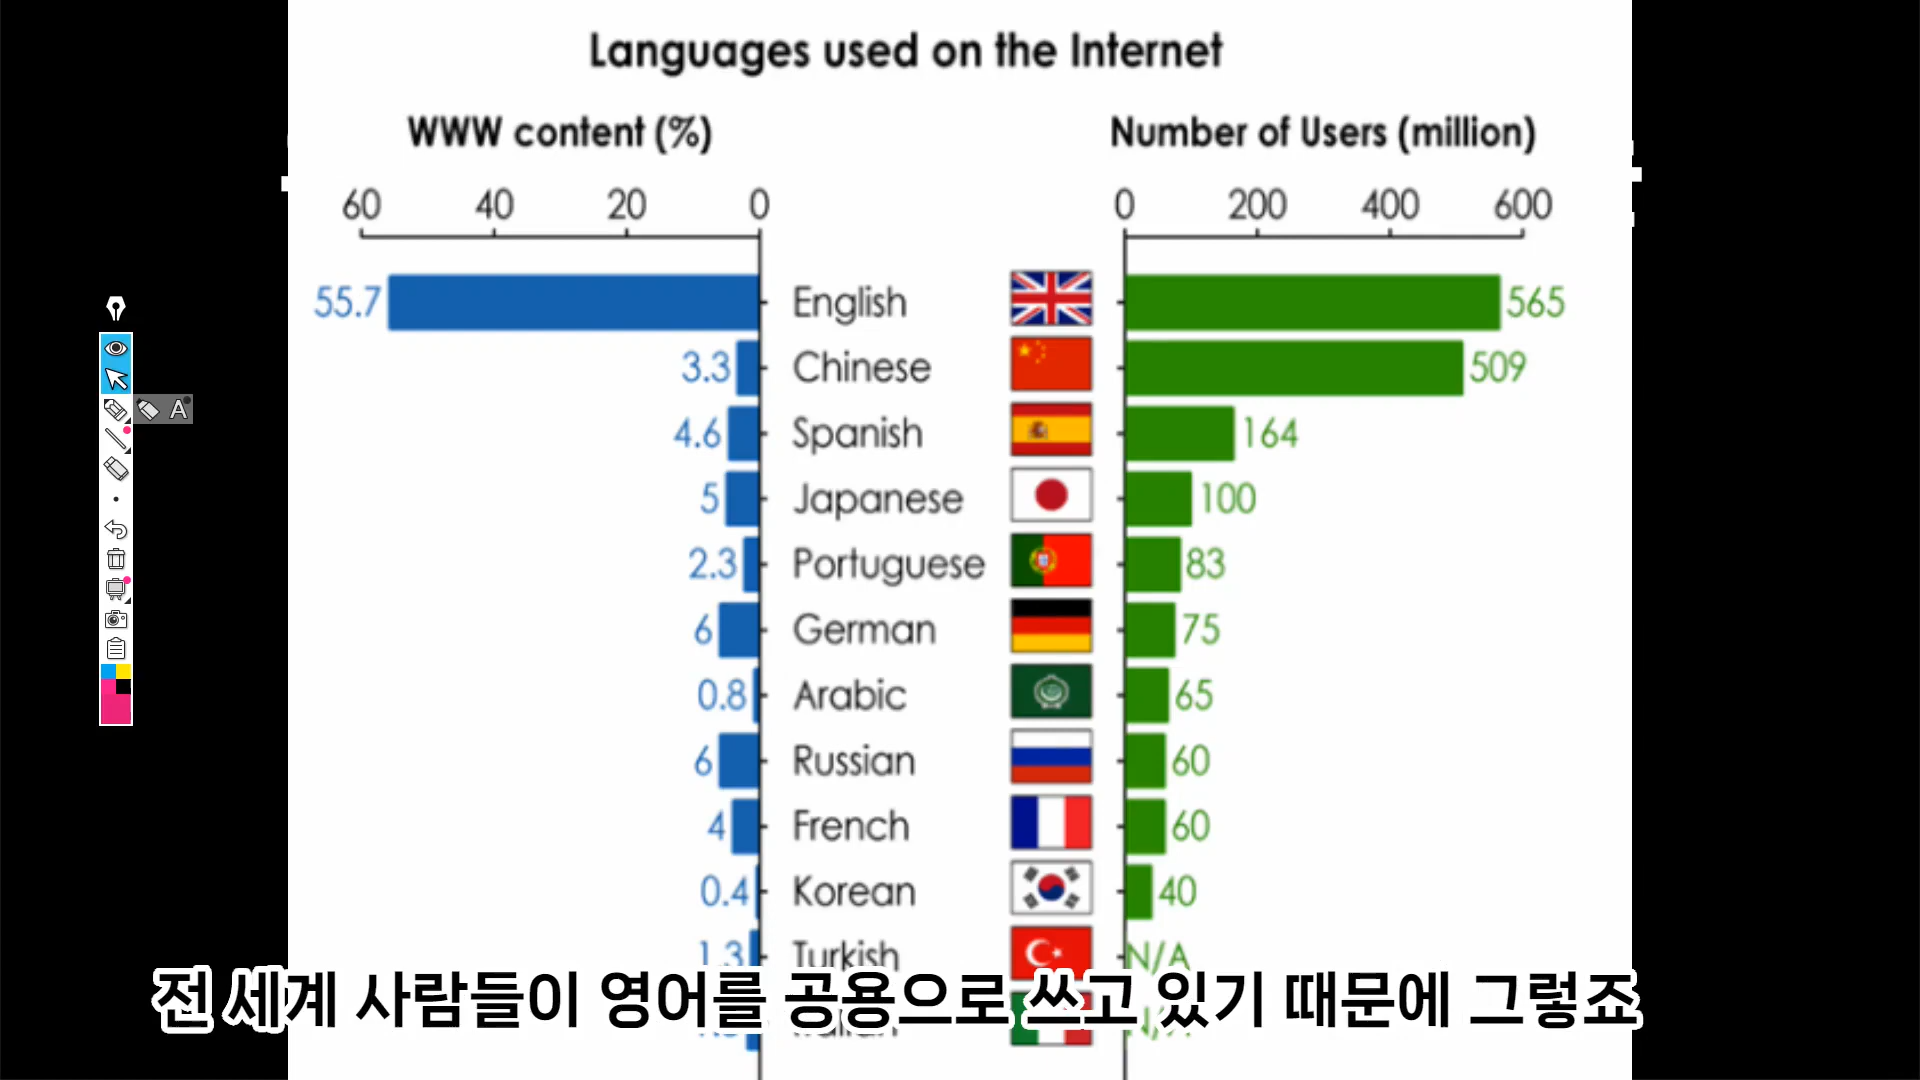 Languages used on the Internet
WWW content (%)
Number of Users (million)
60 40 20 0
0 200 400 600
55.7 English 565
3.3 Chinese 509
4.6 Spanish 164
5 Japanese 100
2.3 Portuguese 83
6 German 75
A
0.8 Arabic 65
6 Russian 60
4 French 60
0.4 Korean 40
1.3 Turkish N/A
전 세계 사람들이 영어를 공용으로 쓰고 있기 때문에 그렇죠